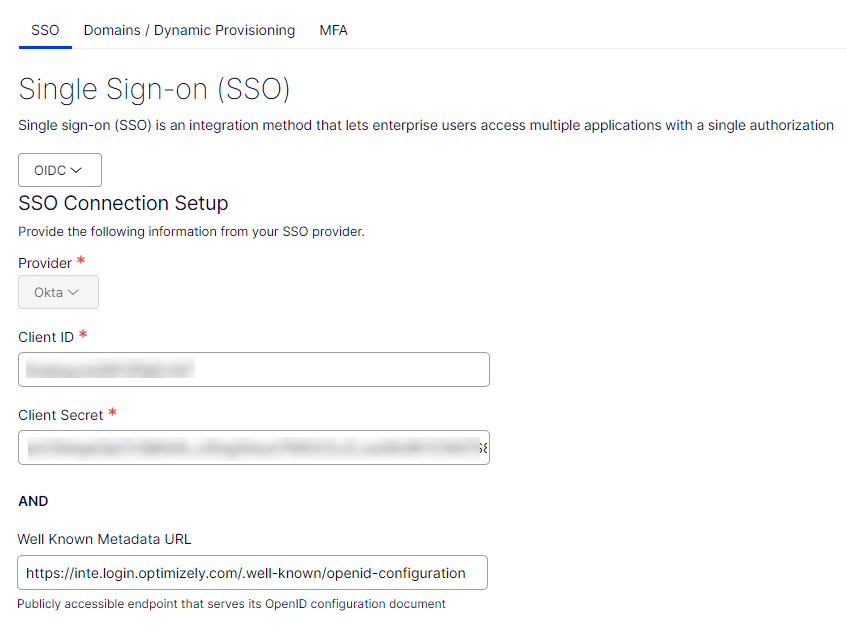 SSO Domains / Dynamic Provisioning MFA
Single Sign-on (SSO)
Single sign-on (SSO) is an integration method that lets enterprise users access multiple applications with a single authorization
OIDC
SSO Connection Setup
Provide the following information from your SSO provider.
Provider *
Okta
Client ID *
Client Secret *
AND
Well Known Metadata URL
https://inte.login.optimizely.com/.well-known/openid-configuration
Publicly accessible endpoint that serves its OpenID configuration document